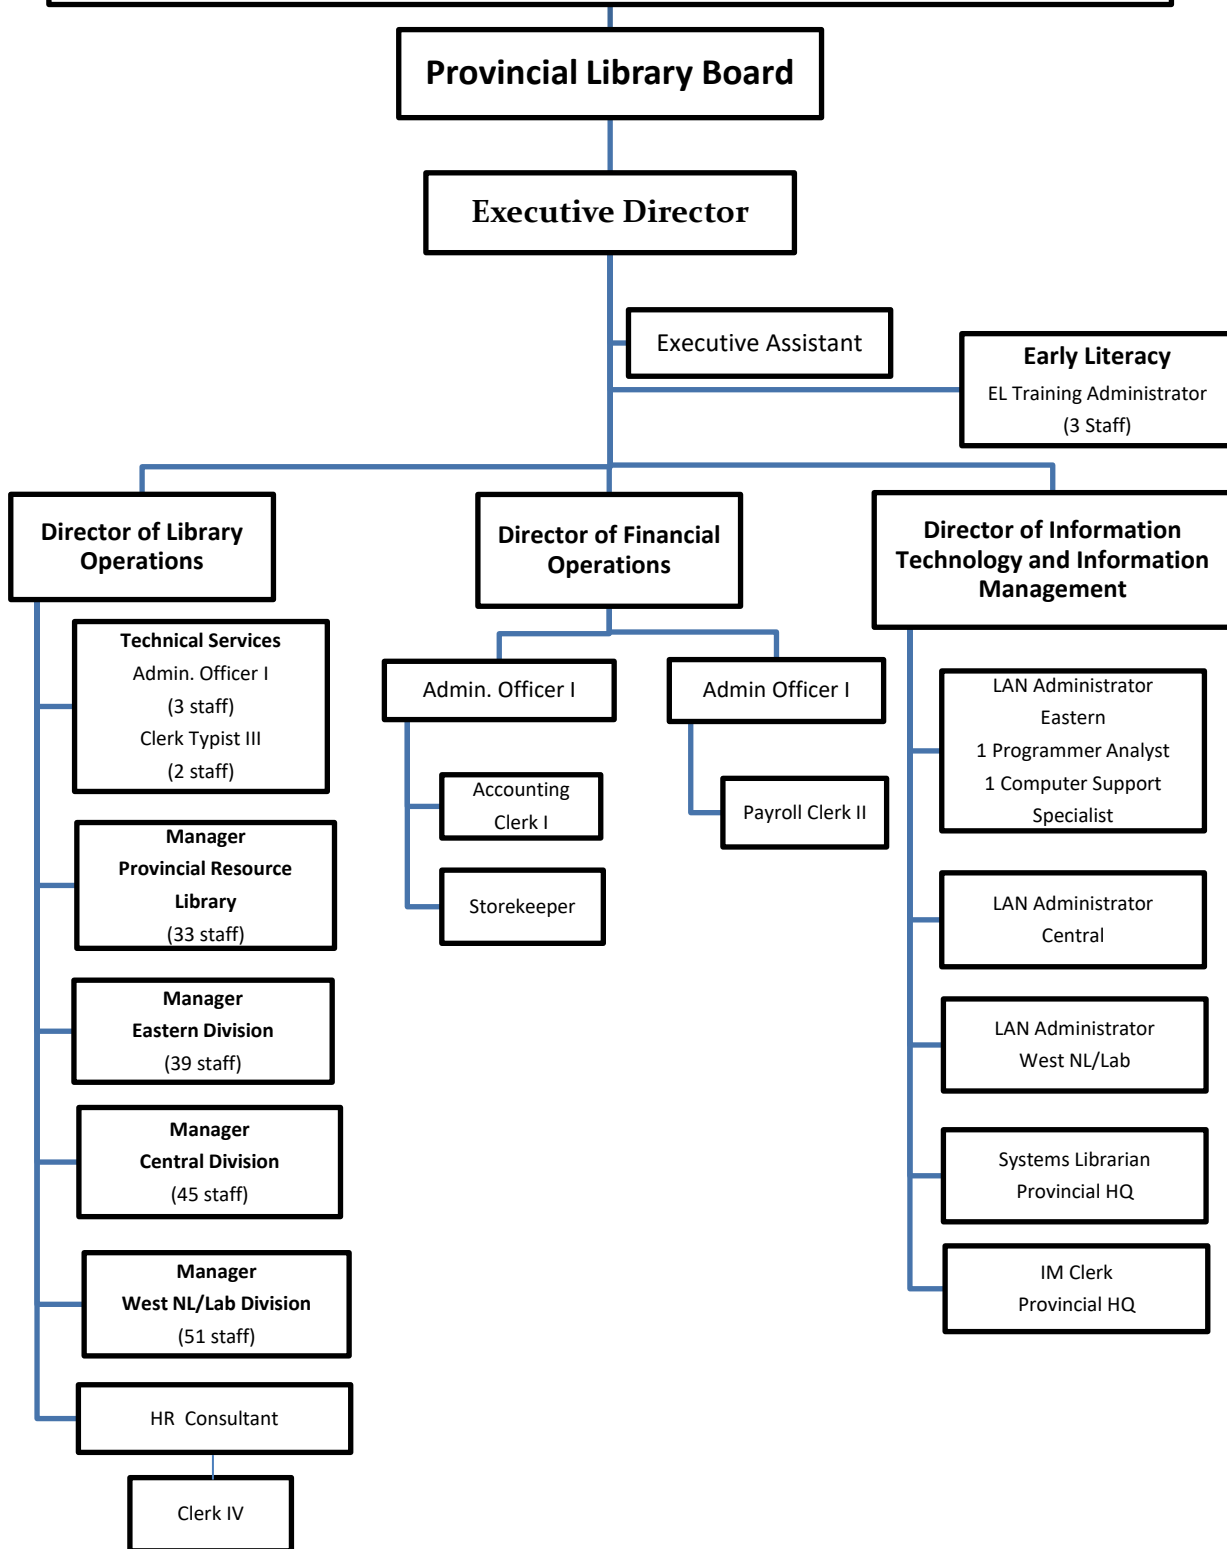 Provincial Library Board
Executive Director
Executive Assistant
Early Literacy
EL Training Administrator
(3 Staff)
Director of Library
Operations
Technical Services
Admin. Officer I
(3 staff)
Clerk Typist III
(2 staff)
Manager
Provincial Resource
Library
(33 staff)
Manager
Eastern Division
(39 staff)
Manager
Central Division
(45 staff)
Manager
West NL/Lab Division
(51 staff)
HR  Consultant
Clerk IV
Director of Financial
Operations
Admin. Officer I
Accounting
Clerk I
Storekeeper
Admin Officer I
Payroll Clerk II
Director of Information
Technology and Information
Management
LAN Administrator
Eastern
1 Programmer Analyst
1 Computer Support
Specialist
LAN Administrator
Central
LAN Administrator
West NL/Lab
Systems Librarian
Provincial HQ
IM Clerk
Provincial HQ